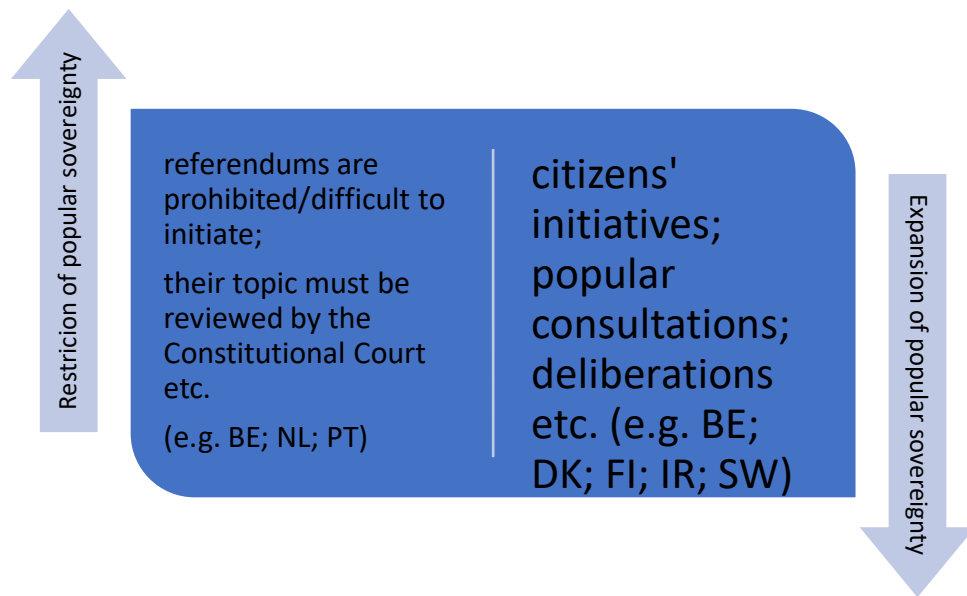 Restricion of popular sovereignty
referendums are
prohibited/difficult to
initiate;
their topic must be
reviewed by the
Constitutional Court
etc.
(e.g. BE; NL; PT)
citizens'
initiatives;
popular
consultations;
deliberations
etc. (e.g. BE;
DK; FI; IR; SW)
Expansion of popular sovereignty